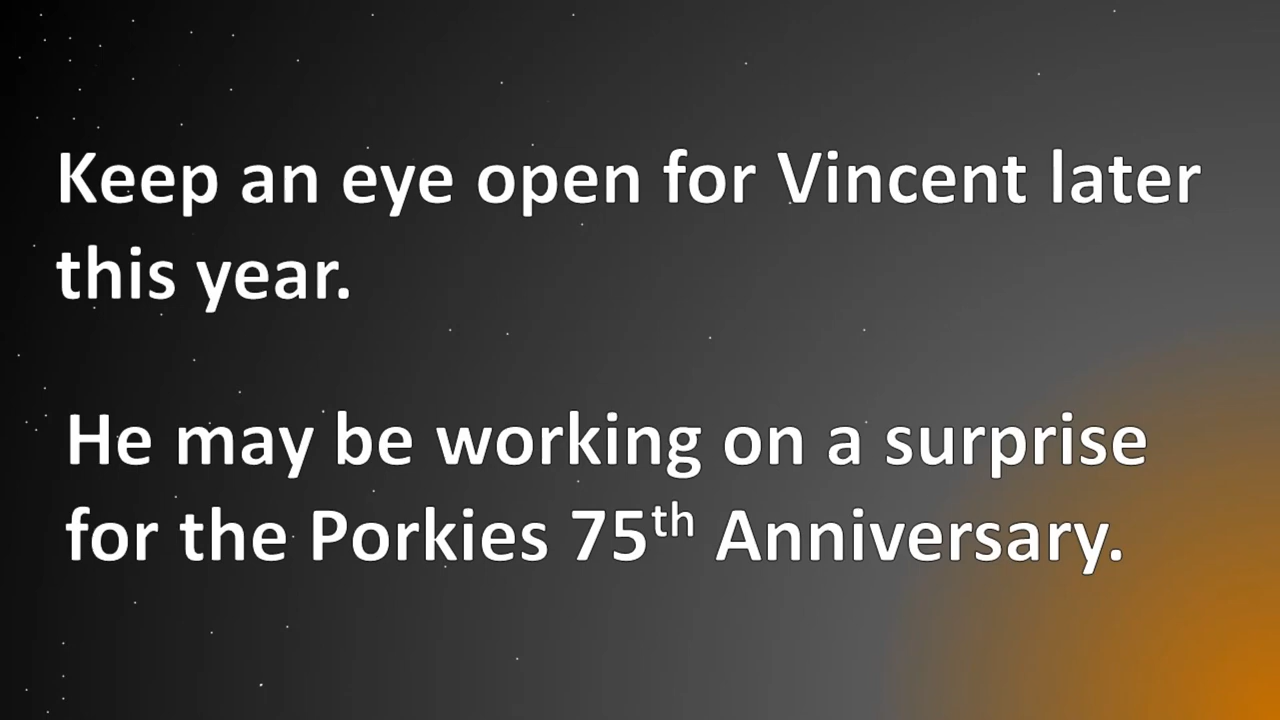 Keep an eye open for Vincent later
this year.
He may be working on a surprise
for the Porkies 75th Anniversary.